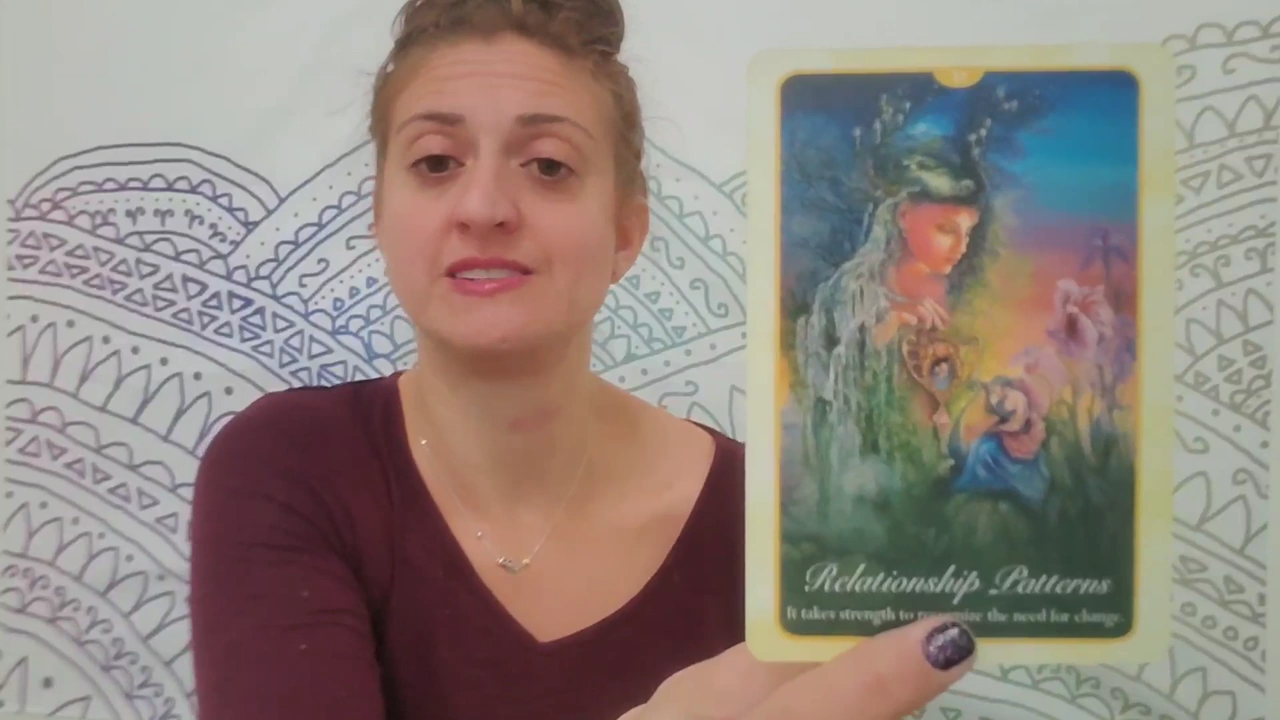 Relationship Patterns
It takes strength to recognize the need for change.